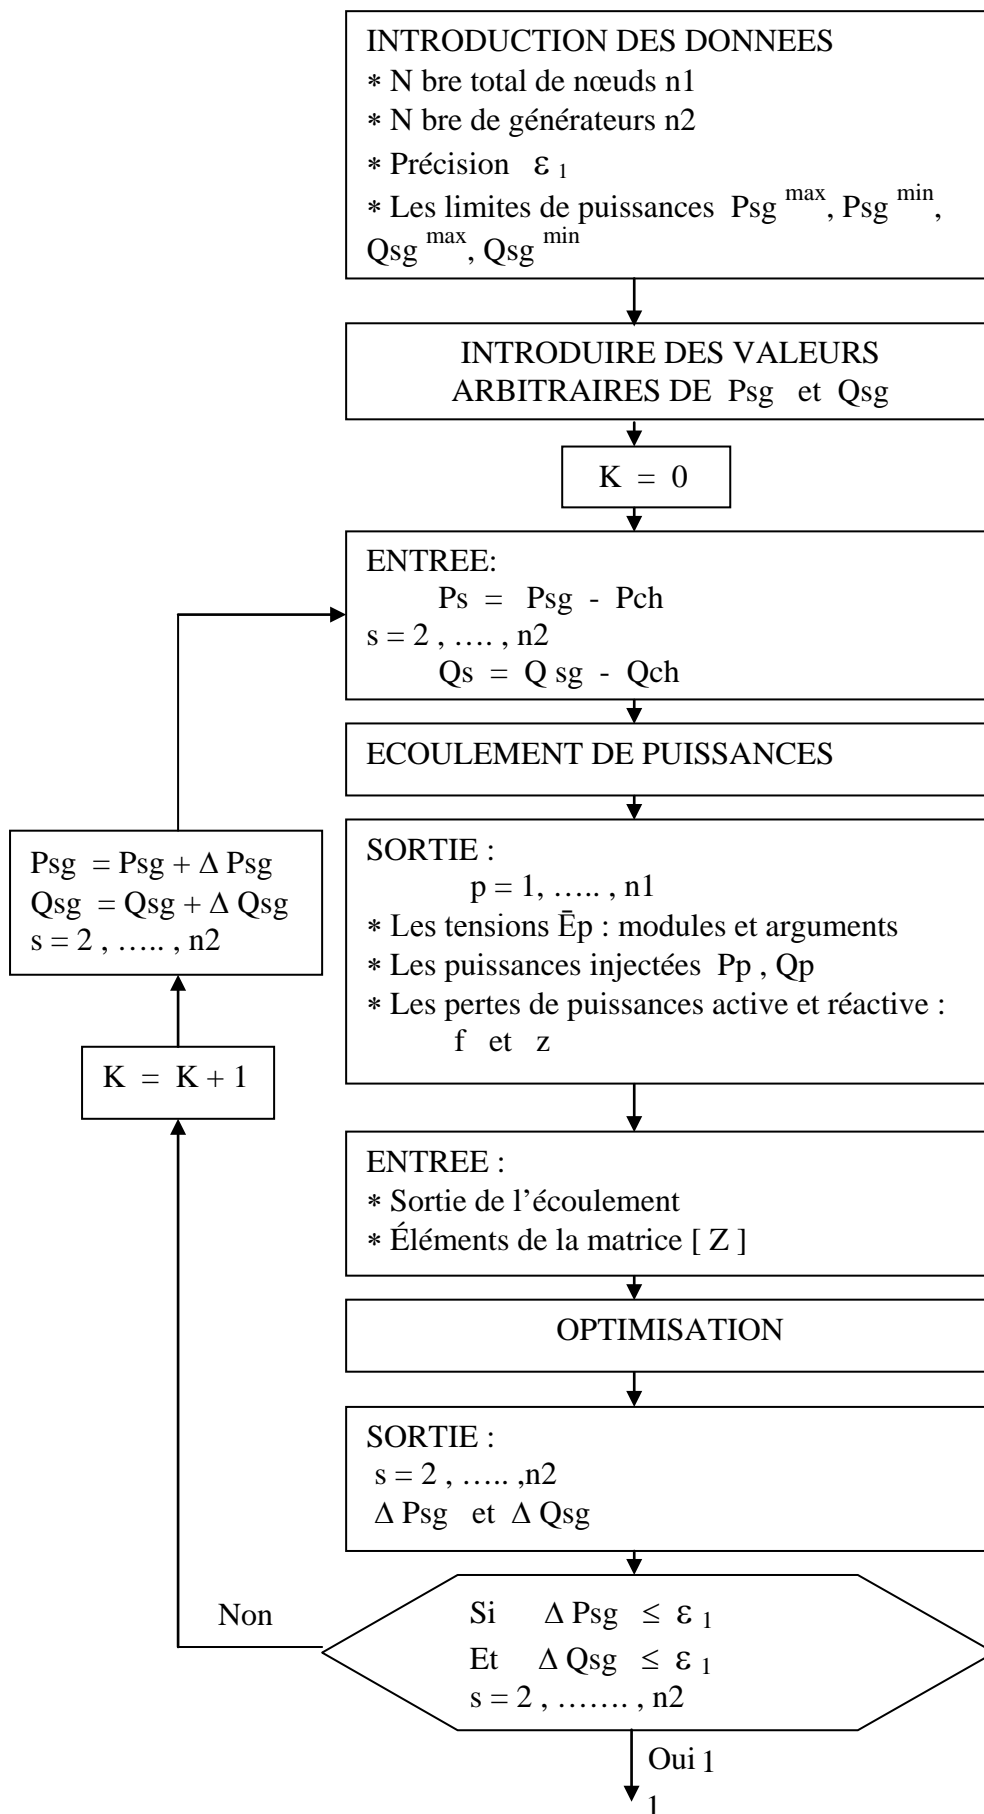 INTRODUCTION DES DONNEES
* N bre total de nœuds n1
* N bre de générateurs n2
* Précision ε 1
* Les limites de puissances Psg max, Psg min,
Qsg max, Qsg min
INTRODUIRE DES VALEURS
ARBITRAIRES DE Psg et Qsg
K = 0
ENTREE:
Ps = Psg - Pch
s = 2 , …. , n2
Qs = Q sg - Qch
ECOULEMENT DE PUISSANCES
SORTIE :
p = 1, ….. , n1
* Les tensions Ēp : modules et arguments
* Les puissances injectées Pp , Qp
* Les pertes de puissances active et réactive :
f et z
Psg = Psg + Δ Psg
Qsg = Qsg + Δ Qsg
s = 2 , ….. , n2
K = K + 1
ENTREE :
* Sortie de l’écoulement
* Éléments de la matrice [ Z ]
OPTIMISATION
SORTIE :
s = 2 , ….. ,n2
Δ Psg et Δ Qsg
Non
Si Δ Psg ≤ ε 1
Et Δ Qsg ≤ ε 1
s = 2 , ……. , n2
Oui 1
1